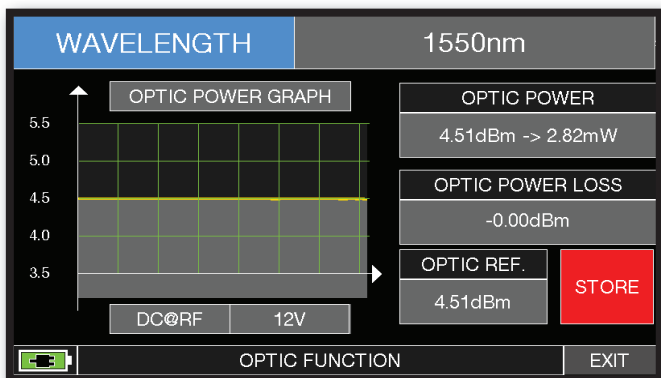 WAVELENGTH 1550nm
OPTIC POWER GRAPH
5.5
5.0
4.5
4.0
3.5
DC@RF 12V
OPTIC POWER
4.51dBm -> 2.82mW
OPTIC POWER LOSS
-0.00dBm
OPTIC REF.
4.51dBm
STORE
OPTIC FUNCTION
EXIT